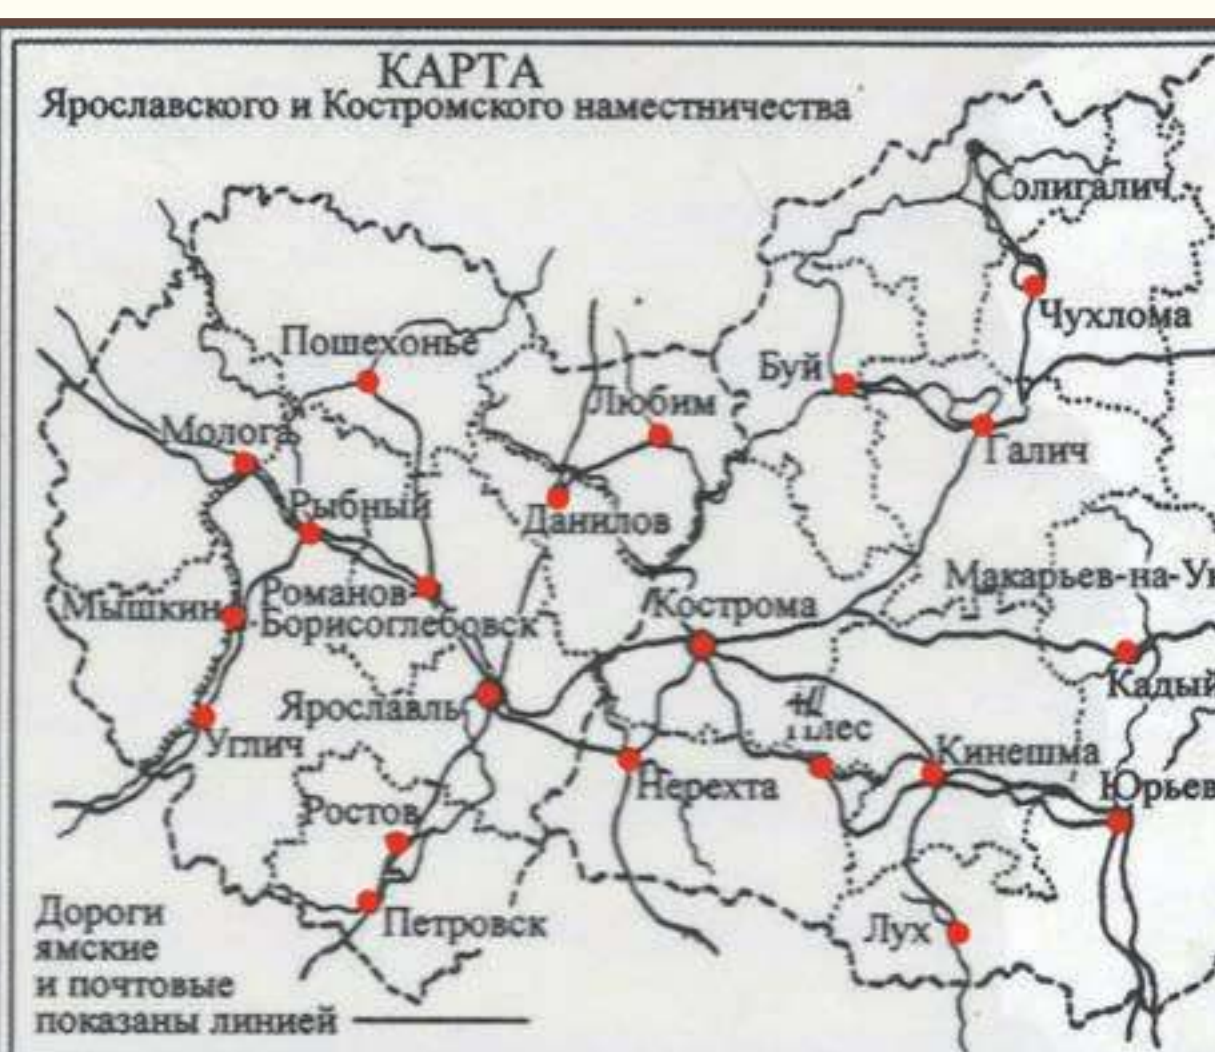 КАРТА
Ярославского и Костромского наместничества
Солигалич
Чухлома
Пошехонье
Буй
Любим
Молога
Галич
Рыбный
Данилов
Макарьев-на-Ун
Мышкин
Романов-
Борисоглебовск
Кострома
Кадый
Ярославль
Плес
Углич
Кинешма
Нерехта
Юрьев
Ростов
Петровск
Лух
Дороги
ямские
и почтовые
показаны линией